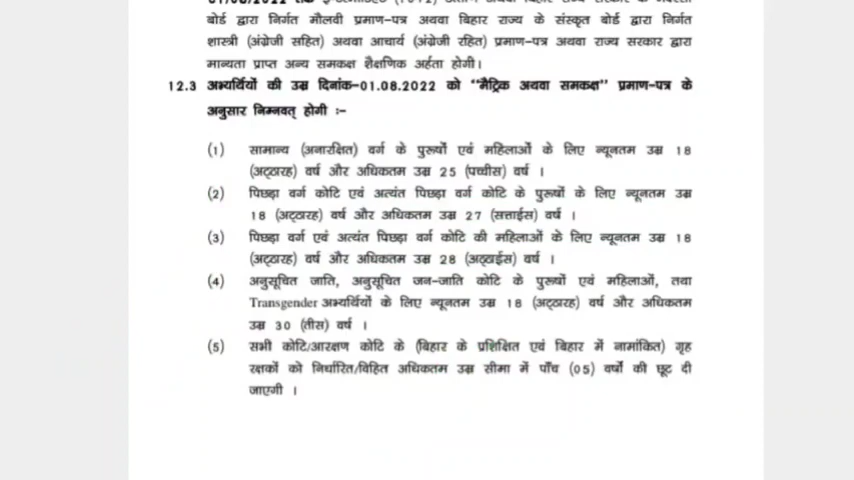 बोर्ड द्वारा निर्गत मौलवी प्रमाण-पत्र अथवा बिहार राज्य के संस्कृत बोर्ड द्वारा निर्गत
शास्त्री (अंग्रेजी सहित) अथवा आचार्य (अंग्रेजी रहित) प्रमाण-पत्र अथवा राज्य सरकार द्वारा
मान्यता प्राप्त अन्य समकक्ष शैक्षणिक अर्हता होगी।
12.3 अभ्यर्थियों की उम्र दिनांक-01.08.2022 को "मैट्रिक अथवा समकक्ष" प्रमाण-पत्र के
अनुसार निम्नवत् होगी :-
(1) सामान्य (अनारक्षित) वर्ग के पुरूषों एवं महिलाओं के लिए न्यूनतम उम्र 18
(अट्ठारह) वर्ष और अधिकतम उम्र 25 (पच्चीस) वर्ष ।
(2) पिछड़ा वर्ग कोटि एवं अत्यंत पिछड़ा वर्ग कोटि के पुरूषों के लिए न्यूनतम उम्र
18 (अट्ठारह) वर्ष और अधिकतम उम्र 27 (सत्ताईस) वर्ष ।
(3) पिछड़ा वर्ग एवं अत्यंत पिछड़ा वर्ग कोटि की महिलाओं के लिए न्यूनतम उम्र 18
(अट्ठारह) वर्ष और अधिकतम उम्र 28 (अट्ठाईस) वर्ष ।
(4) अनुसूचित जाति, अनुसूचित जन-जाति कोटि के पुरूषों एवं महिलाओं, तथा
Transgender अभ्यर्थियों के लिए न्यूनतम उम्र 18 (अट्ठारह) वर्ष और अधिकतम
उम्र 30 (तीस) वर्ष ।
(5) सभी कोटि/आरक्षण कोटि के (बिहार के प्रशिक्षित एवं बिहार में नामांकित) गृह
रक्षकों को निर्धारित/विहित अधिकतम उम्र सीमा में पाँच (05) वर्षों की छूट दी
जाएगी ।